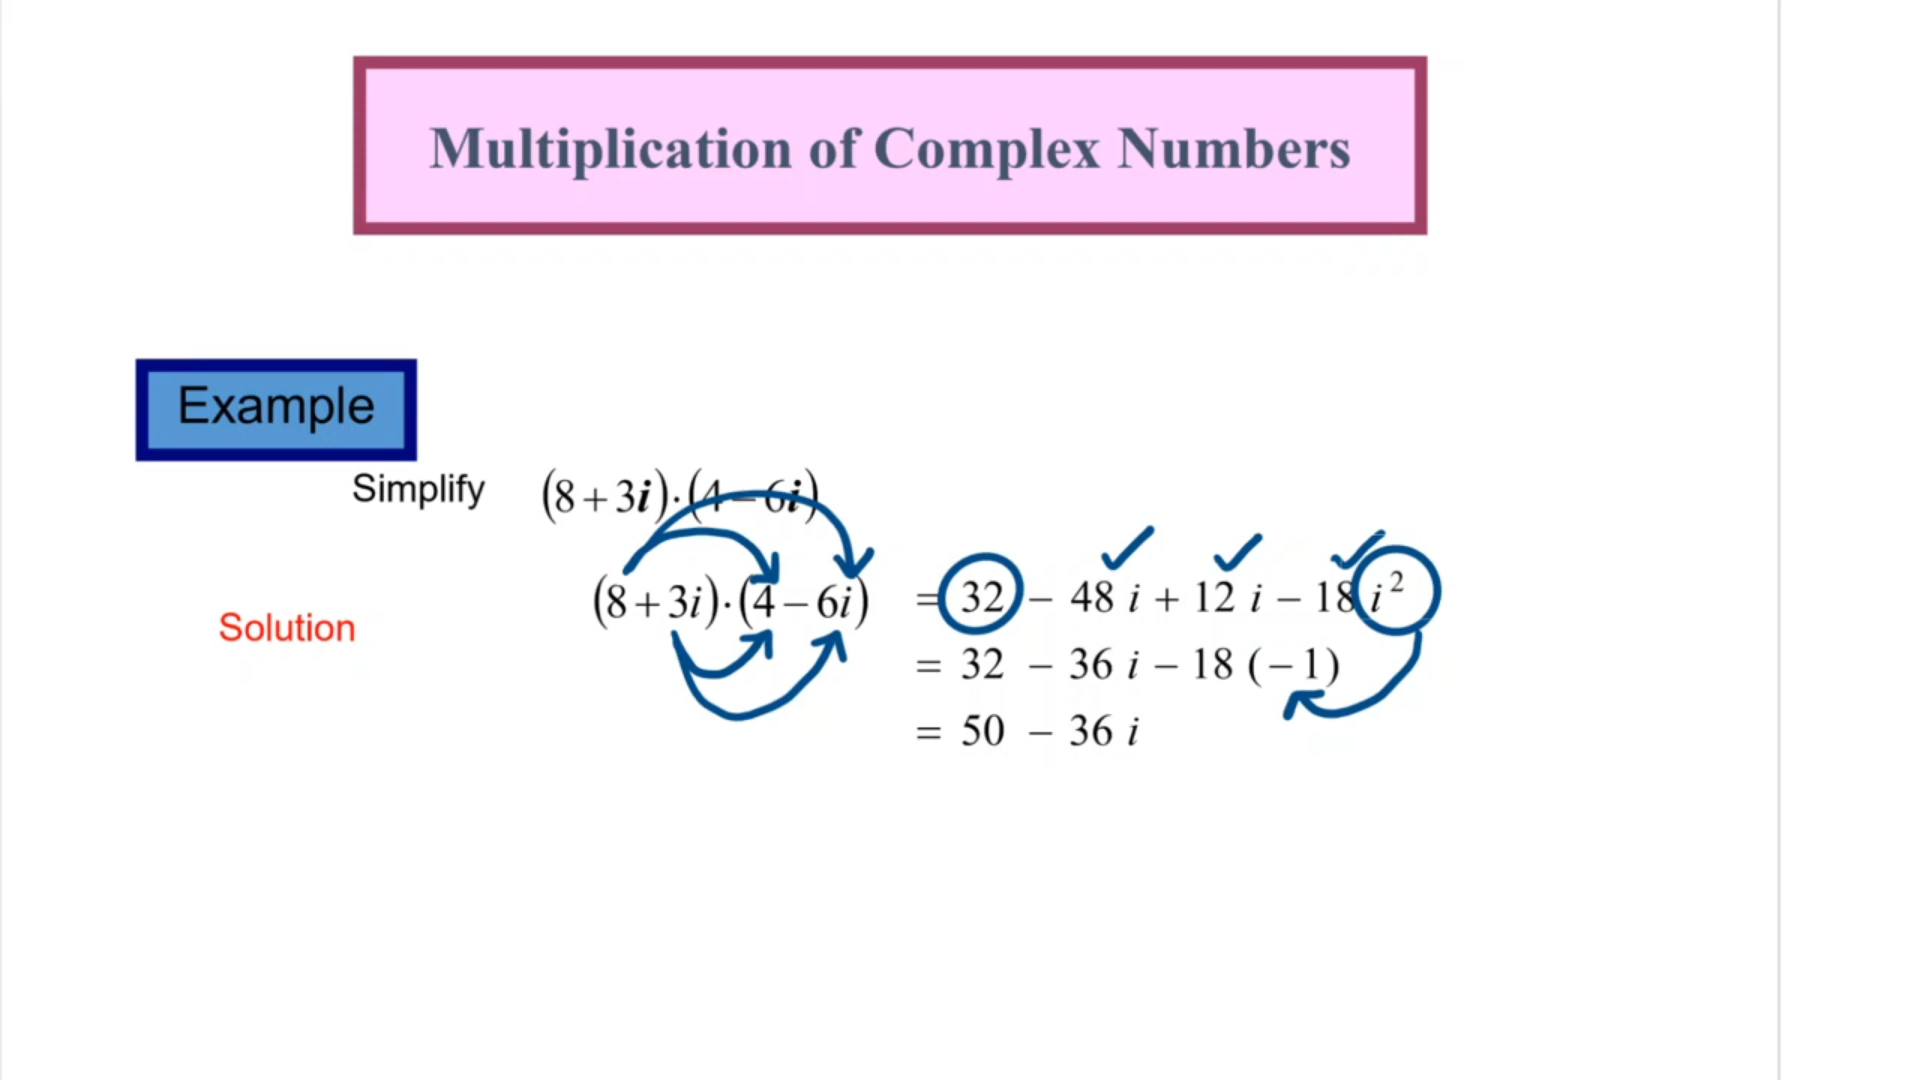 Multiplication of Complex Numbers
Example
Simplify (8+3i)·(4−6i)
(8+3i)·(4−6i) = 32 − 48 i + 12 i − 18 i²
Solution
= 32 − 36 i − 18 (−1)
= 50 − 36 i